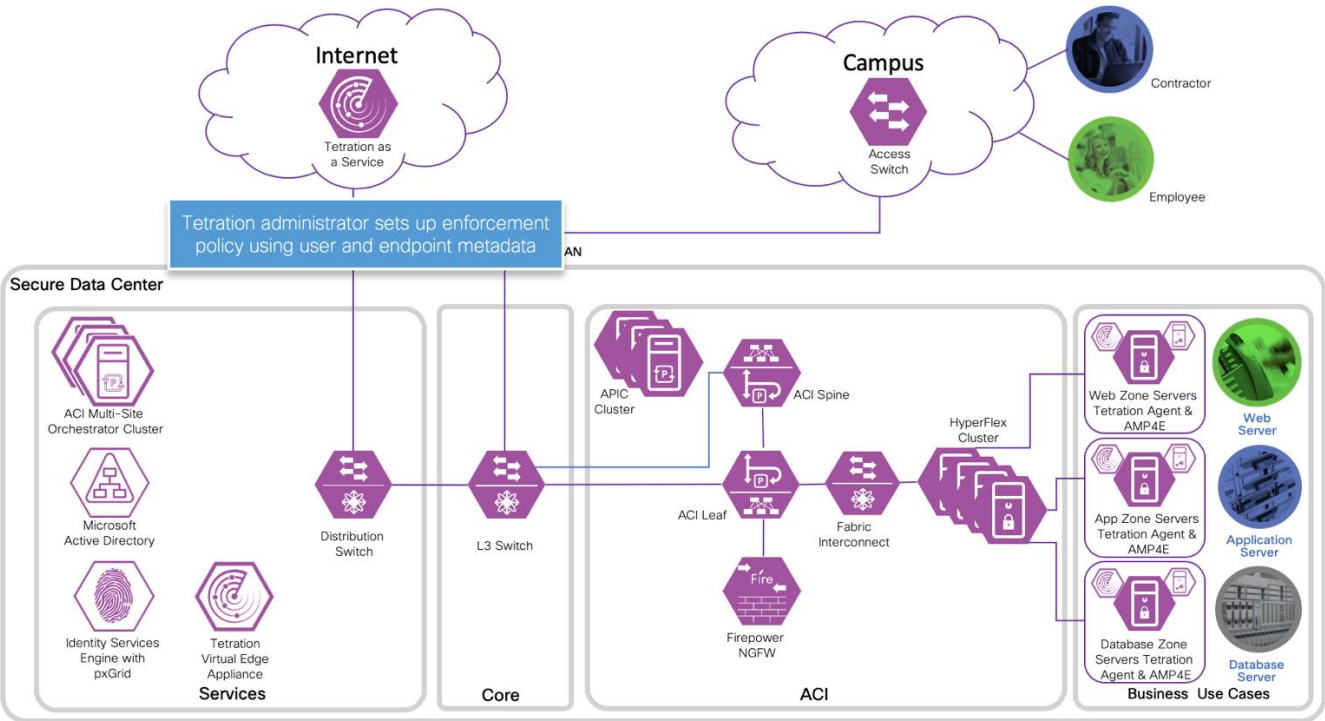 Internet
Tetration as
a Service
Campus
Access
Switch
Contractor
Employee
Tetration administrator sets up enforcement
policy using user and endpoint metadata
AN
Secure Data Center
ACI Multi-Site
Orchestrator Cluster
Microsoft
Active Directory
Identity Services
Engine with
pxGrid
Tetration
Virtual Edge
Appliance
Distribution
Switch
Services
L3 Switch
Core
APIC
Cluster
P
P
ACI Spine
P
ACI Leaf
P
Fire
Firepower
NGFW
Fabric
Interconnect
HyperFlex
Cluster
ACI
Web Zone Servers
Tetration Agent &
AMP4E
Web
Server
App Zone Servers
Tetration Agent &
AMP4E
Application
Server
Database Zone
Servers Tetration
Agent & AMP4E
Database
Server
Business Use Cases